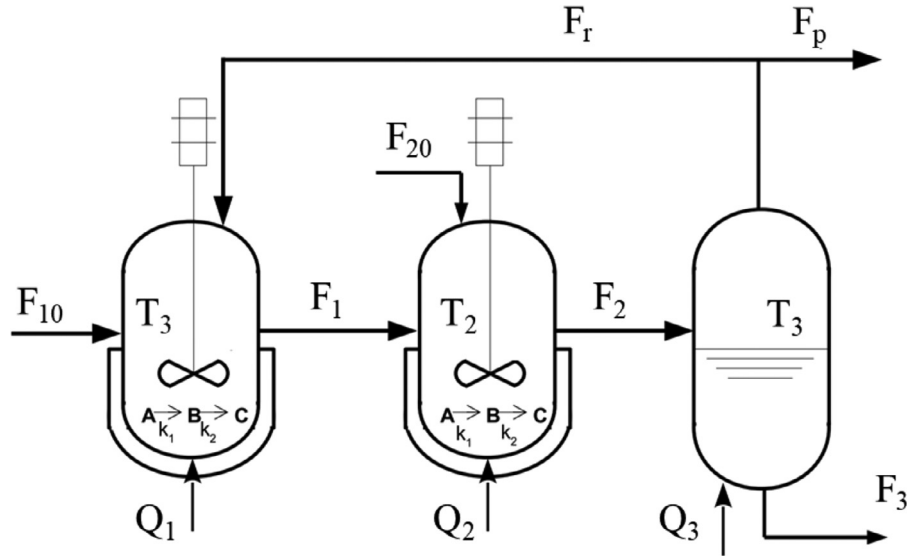 F_r
F_p
F_20
F_10
T_3
F_1
T_2
F_2
T_3
A → B → C
k_1 k_2
A → B → C
k_1 k_2
Q_1
Q_2
Q_3
F_3